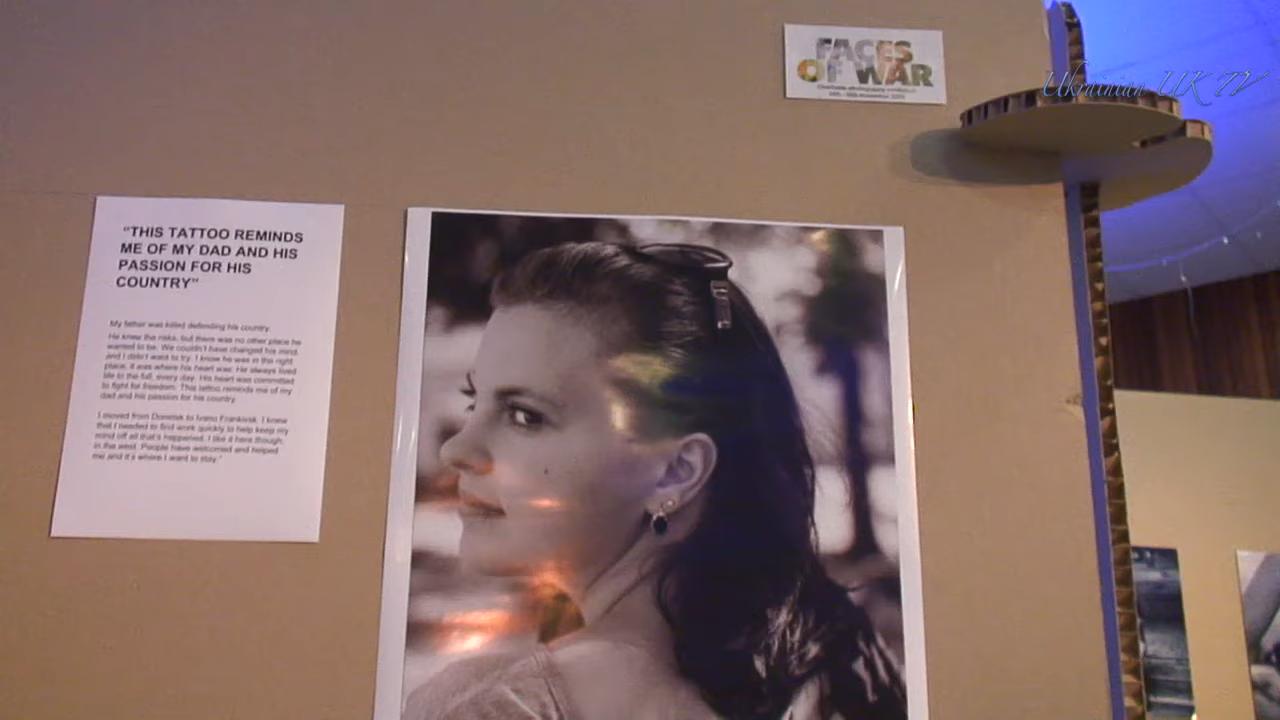 FACES
OF WAR
Charitable photography exhibition
Ukrainian UK TV
"THIS TATTOO REMINDS
ME OF MY DAD AND HIS
PASSION FOR HIS
COUNTRY"
My father was killed defending his country.
He knew the risks, but there was no other place he
wanted to be. We couldn't have changed his mind,
and I didn't want to try. I know he was in the right
place, it was where his heart was. He always lived
life to the full, every day. His heart was committed
to fight for freedom. This tattoo reminds me of my
dad and his passion for his country.
I moved from Donetsk to Ivano Frankivsk. I knew
that I needed to find work quickly to help keep my
mind off all that's happened. I like it here though,
in the west. People have welcomed and helped
me and it's where I want to stay."